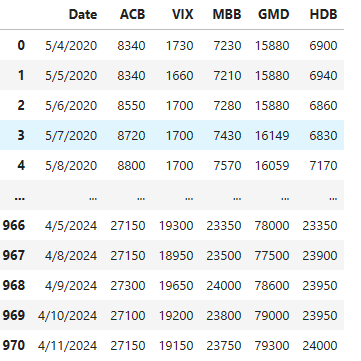 Date ACB VIX MBB GMD HDB
0 5/4/2020 8340 1730 7230 15880 6900
1 5/5/2020 8340 1660 7210 15880 6940
2 5/6/2020 8550 1700 7280 15880 6860
3 5/7/2020 8720 1700 7430 16149 6830
4 5/8/2020 8800 1700 7570 16059 7170
... ... ... ... ... ... ...
966 4/5/2024 27150 19300 23350 78000 23350
967 4/8/2024 27150 18950 23500 77500 23900
968 4/9/2024 27300 19650 24000 78600 23950
969 4/10/2024 27100 19200 23800 79000 23950
970 4/11/2024 27150 19150 23750 79300 24000